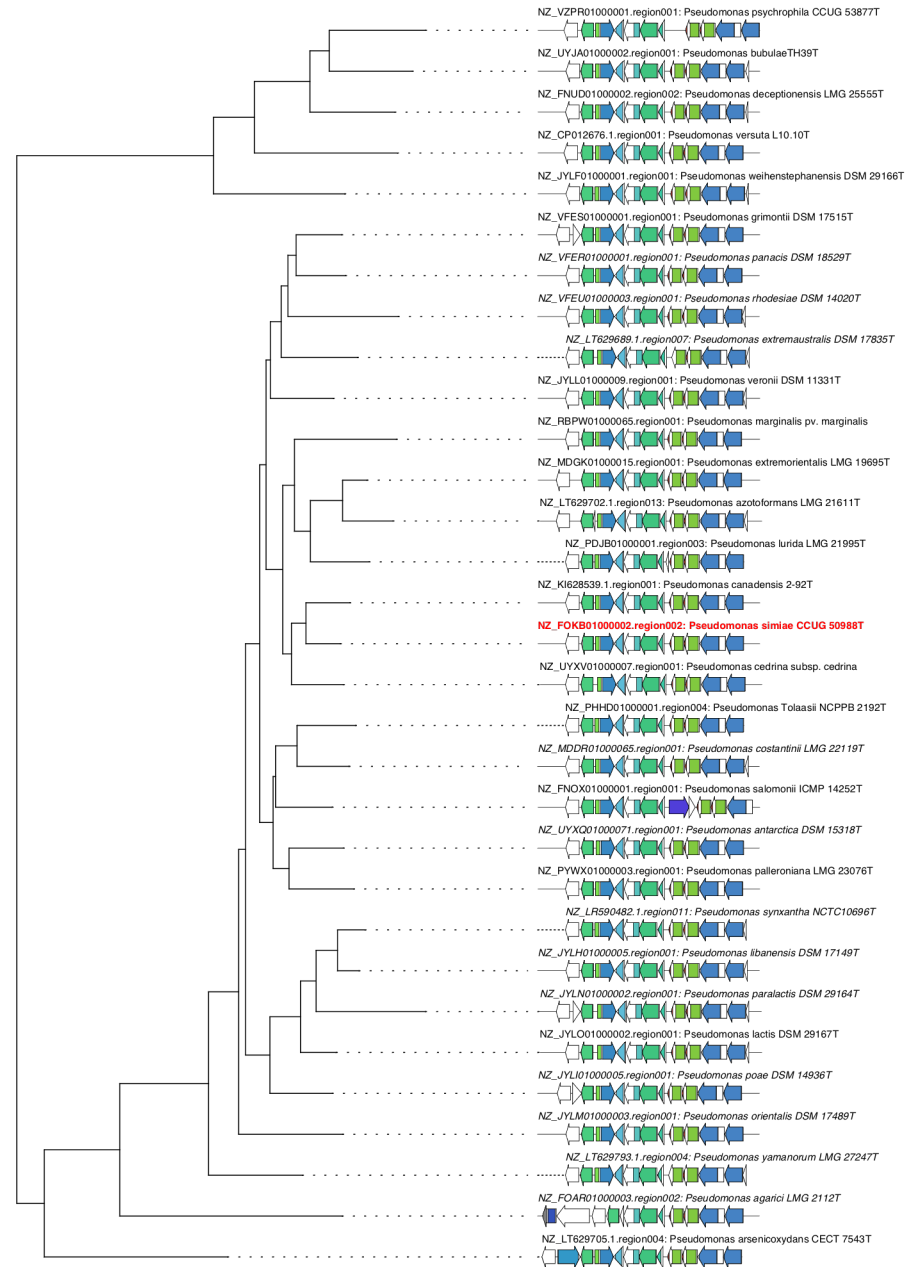 NZ_VZPR01000001.region001: Pseudomonas psychrophila CCUG 53877T
NZ_UYJA01000002.region001: Pseudomonas bubulaeTH39T
NZ_FNUD01000002.region002: Pseudomonas deceptionensis LMG 25555T
NZ_CP012676.1.region001: Pseudomonas versuta L10.10T
NZ_JYLF01000001.region001: Pseudomonas weihenstephanensis DSM 29166T
NZ_VFES01000001.region001: Pseudomonas grimontii DSM 17515T
NZ_VFER01000001.region001: Pseudomonas panacis DSM 18529T
NZ_VFEU01000003.region001: Pseudomonas rhodesiae DSM 14020T
NZ_LT629689.1.region007: Pseudomonas extremaustralis DSM 17835T
NZ_JYLL01000009.region001: Pseudomonas veronii DSM 11331T
NZ_RBPW01000065.region001: Pseudomonas marginalis pv. marginalis
NZ_MDGK01000015.region001: Pseudomonas extremorientalis LMG 19695T
NZ_LT629702.1.region013: Pseudomonas azotoformans LMG 21611T
NZ_PDJB01000001.region003: Pseudomonas lurida LMG 21995T
NZ_KI628539.1.region001: Pseudomonas canadensis 2-92T
NZ_FOKB01000002.region002: Pseudomonas simiae CCUG 50988T
NZ_UYXV01000007.region001: Pseudomonas cedrina subsp. cedrina
NZ_PHHD01000001.region004: Pseudomonas Tolaasii NCPPB 2192T
NZ_MDDR01000065.region001: Pseudomonas costantinii LMG 22119T
NZ_FNOX01000001.region001: Pseudomonas salomonii ICMP 14252T
NZ_UYXQ01000071.region001: Pseudomonas antarctica DSM 15318T
NZ_PYWX01000003.region001: Pseudomonas palleroniana LMG 23076T
NZ_LR590482.1.region011: Pseudomonas synxantha NCTC10696T
NZ_JYLH01000005.region001: Pseudomonas libanensis DSM 17149T
NZ_JYLN01000002.region001: Pseudomonas paralactis DSM 29164T
NZ_JYLO01000002.region001: Pseudomonas lactis DSM 29167T
NZ_JYLI01000005.region001: Pseudomonas poae DSM 14936T
NZ_JYLM01000003.region001: Pseudomonas orientalis DSM 17489T
NZ_LT629793.1.region004: Pseudomonas yamanorum LMG 27247T
NZ_FOAR01000003.region002: Pseudomonas agarici LMG 2112T
NZ_LT629705.1.region004: Pseudomonas arsenicoxydans CECT 7543T